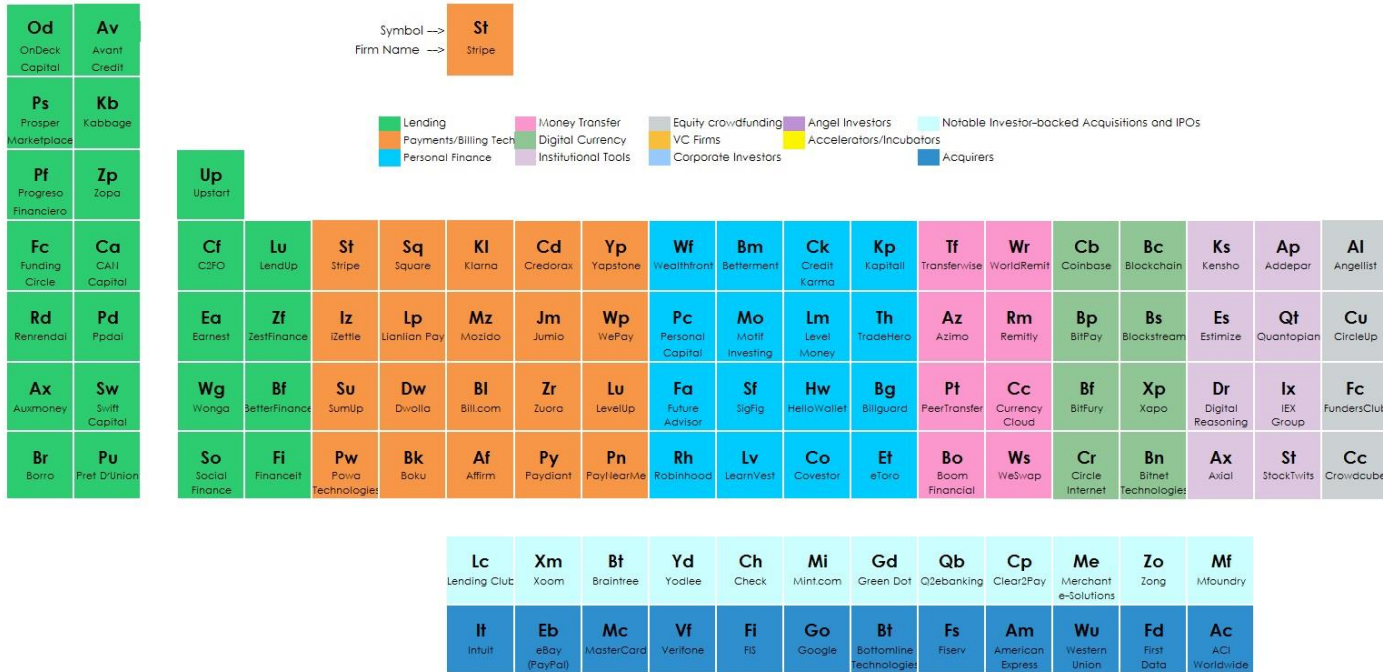 Od Av
OnDeck Capital Avant Credit
Symbol --> St
Firm Name --> Stripe
Ps Kb
Prosper Marketplace Kabbage
Lending Money Transfer Equity crowdfunding Angel Investors Notable Investor-backed Acquisitions and IPOs
Payments/Billing Tech Digital Currency VC Firms Accelerators/Incubators
Personal Finance Institutional Tools Corporate Investors Acquirers
Pf Zp Up
Progreso Financiero Zopa Upstart
Fc Ca Cf Lu St Sq Kl Cd Yp Wf Bm Ck Kp Tf Wr Cb Bc Ks Ap Al
Funding Circle CAN Capital C2FO LendUp Stripe Square Klarna Credorax Yapstone Wealthfront Betterment Credit Karma Kapitall Transferwise WorldRemit Coinbase Blockchain Kensho Addepar Angellist
Rd Pd Ea Zf Iz Lp Mz Jm Wp Pc Mo Lm Th Az Rm Bp Bs Es Qt Cu
Renrendai Ppdai Earnest ZestFinance iZettle Lianlian Pay Mozido Jumio WePay Personal Capital Motif Investing Level Money TradeHero Azimo Remitly BitPay Blockstream Estimize Quantopian CircleUp
Ax Sw Wg Bf Su Dw Bl Zr Lu Fa Sf Hw Bg Pt Cc Bf Xp Dr Ix Fc
Auxmoney Swift Capital Wonga BetterFinance SumUp Dwolla Bill.com Zuora LevelUp Future Advisor SigFig HelloWallet Billguard PeerTransfer Currency Cloud BitFury Xapo Digital Reasoning IEX Group FundersClub
Br Pu So Fi Pw Bk Af Py Pn Rh Lv Co Et Bo Ws Cr Bn Ax St Cc
Borro Pret D'Union Social Finance Financeit Powa Technologies Boku Affirm Paydiant PayNearMe Robinhood LearnVest Covestor eToro Boom Financial WeSwap Circle Internet Bitnet Technologies Axial StockTwits Crowdcube
Lc Xm Bt Yd Ch Mi Gd Qb Cp Me Zo Mf
Lending Club Xoom Braintree Yodlee Check Mint.com Green Dot Q2ebanking Clear2Pay Merchant e-Solutions Zong Mfoundry
It Eb Mc Vf Fi Go Bt Fs Am Wu Fd Ac
Intuit eBay (PayPal) MasterCard Verifone FIS Google Bottomline Technologies Fiserv American Express Western Union First Data ACI Worldwide